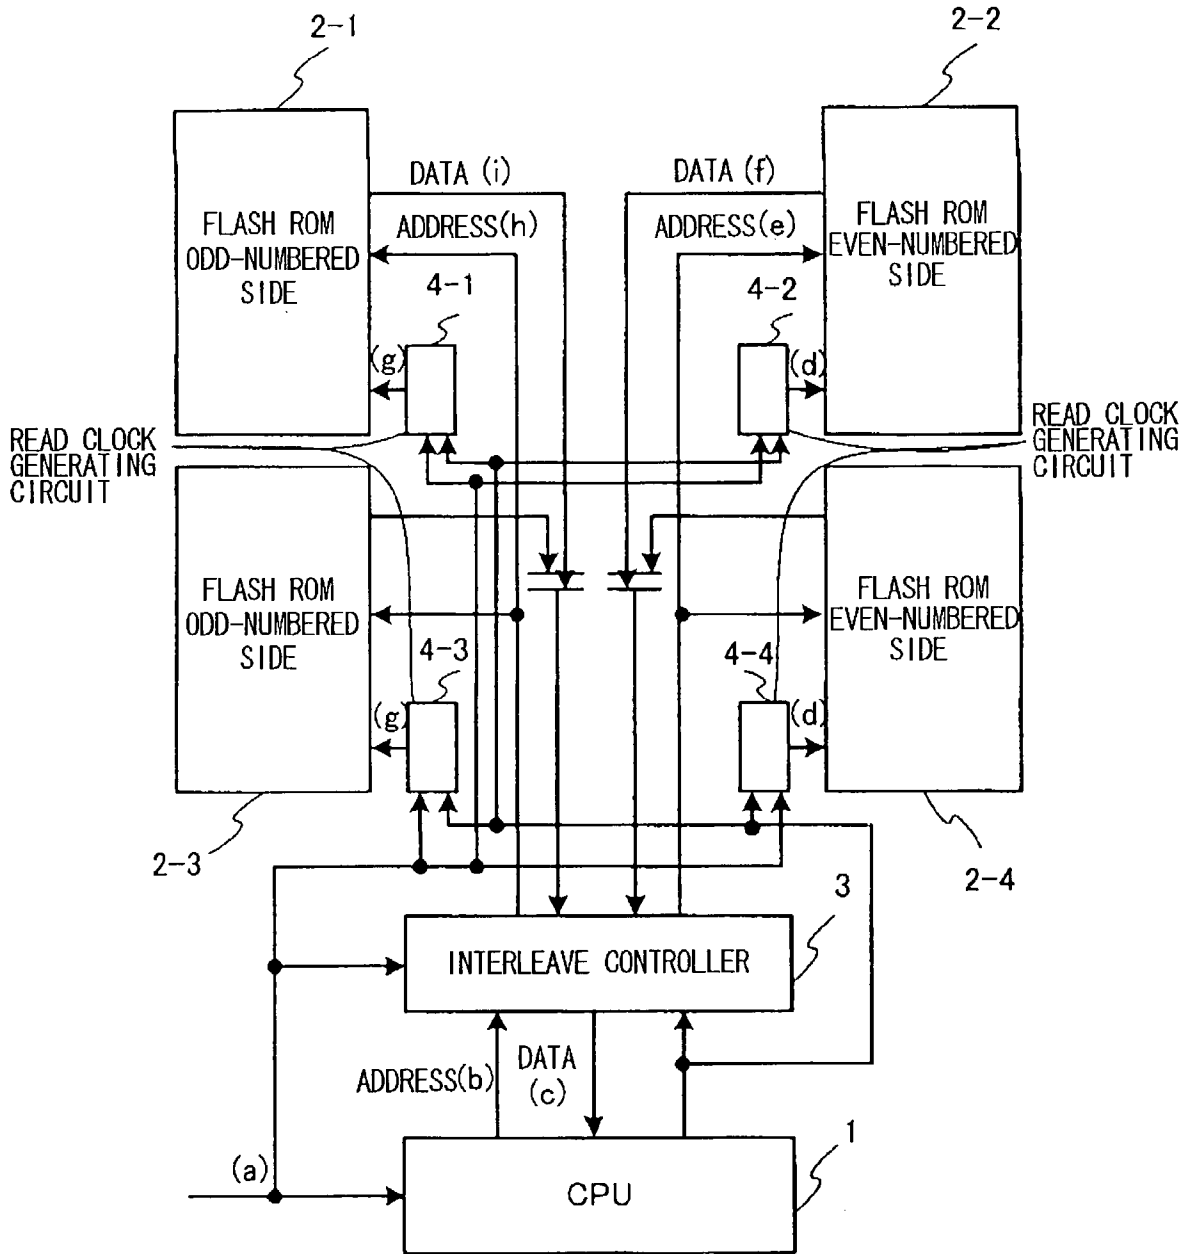 2-1
2-2
DATA (i)
DATA (f)
FLASH ROM
ODD-NUMBERED
SIDE
ADDRESS(h)
ADDRESS(e)
FLASH ROM
EVEN-NUMBERED
SIDE
4-1
4-2
(g)
(d)
READ CLOCK
GENERATING
CIRCUIT
READ CLOCK
GENERATING
CIRCUIT
FLASH ROM
ODD-NUMBERED
SIDE
FLASH ROM
EVEN-NUMBERED
SIDE
4-3
4-4
(g)
(d)
2-3
2-4
3
INTERLEAVE CONTROLLER
ADDRESS(b)
DATA
(c)
1
(a)
CPU